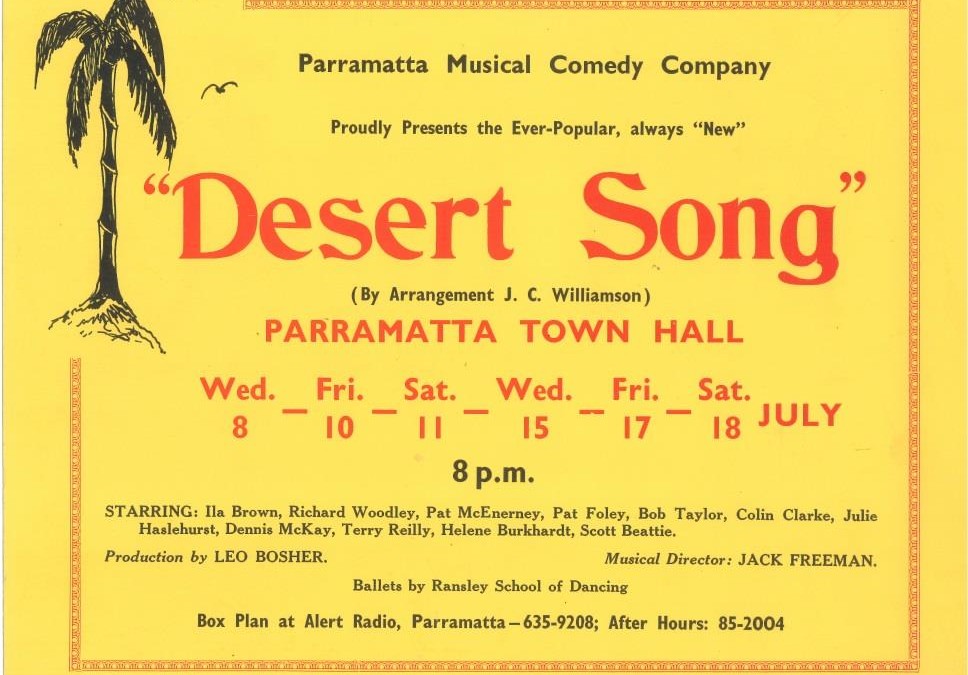 Parramatta Musical Comedy Company
Proudly Presents the Ever-Popular, always "New"
"Desert Song"
(By Arrangement J. C. Williamson)
PARRAMATTA TOWN HALL
Wed. – Fri. – Sat. – Wed. – Fri. – Sat. JULY
8 10 11 15 17 18
8 p.m.
STARRING: Ila Brown, Richard Woodley, Pat McEnerney, Pat Foley, Bob Taylor, Colin Clarke, Julie
Haslehurst, Dennis McKay, Terry Reilly, Helene Burkhardt, Scott Beattie.
Production by LEO BOSHER. Musical Director: JACK FREEMAN.
Ballets by Ransley School of Dancing
Box Plan at Alert Radio, Parramatta – 635-9208; After Hours: 85-2004